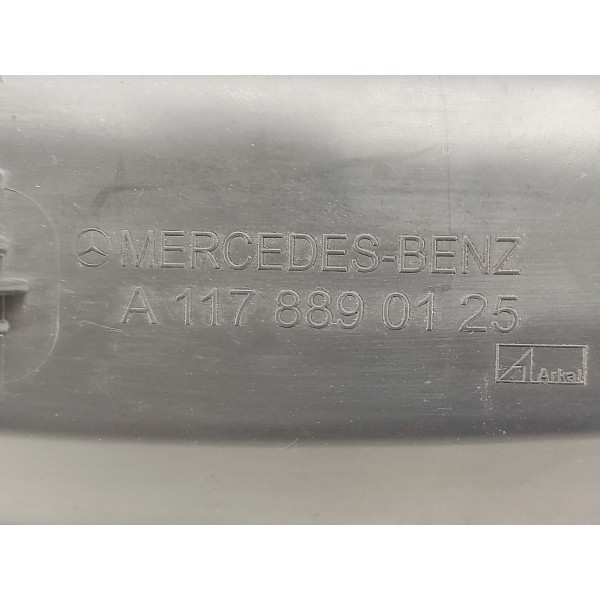 MERCEDES-BENZ
A 117 889 01 25
Arkal